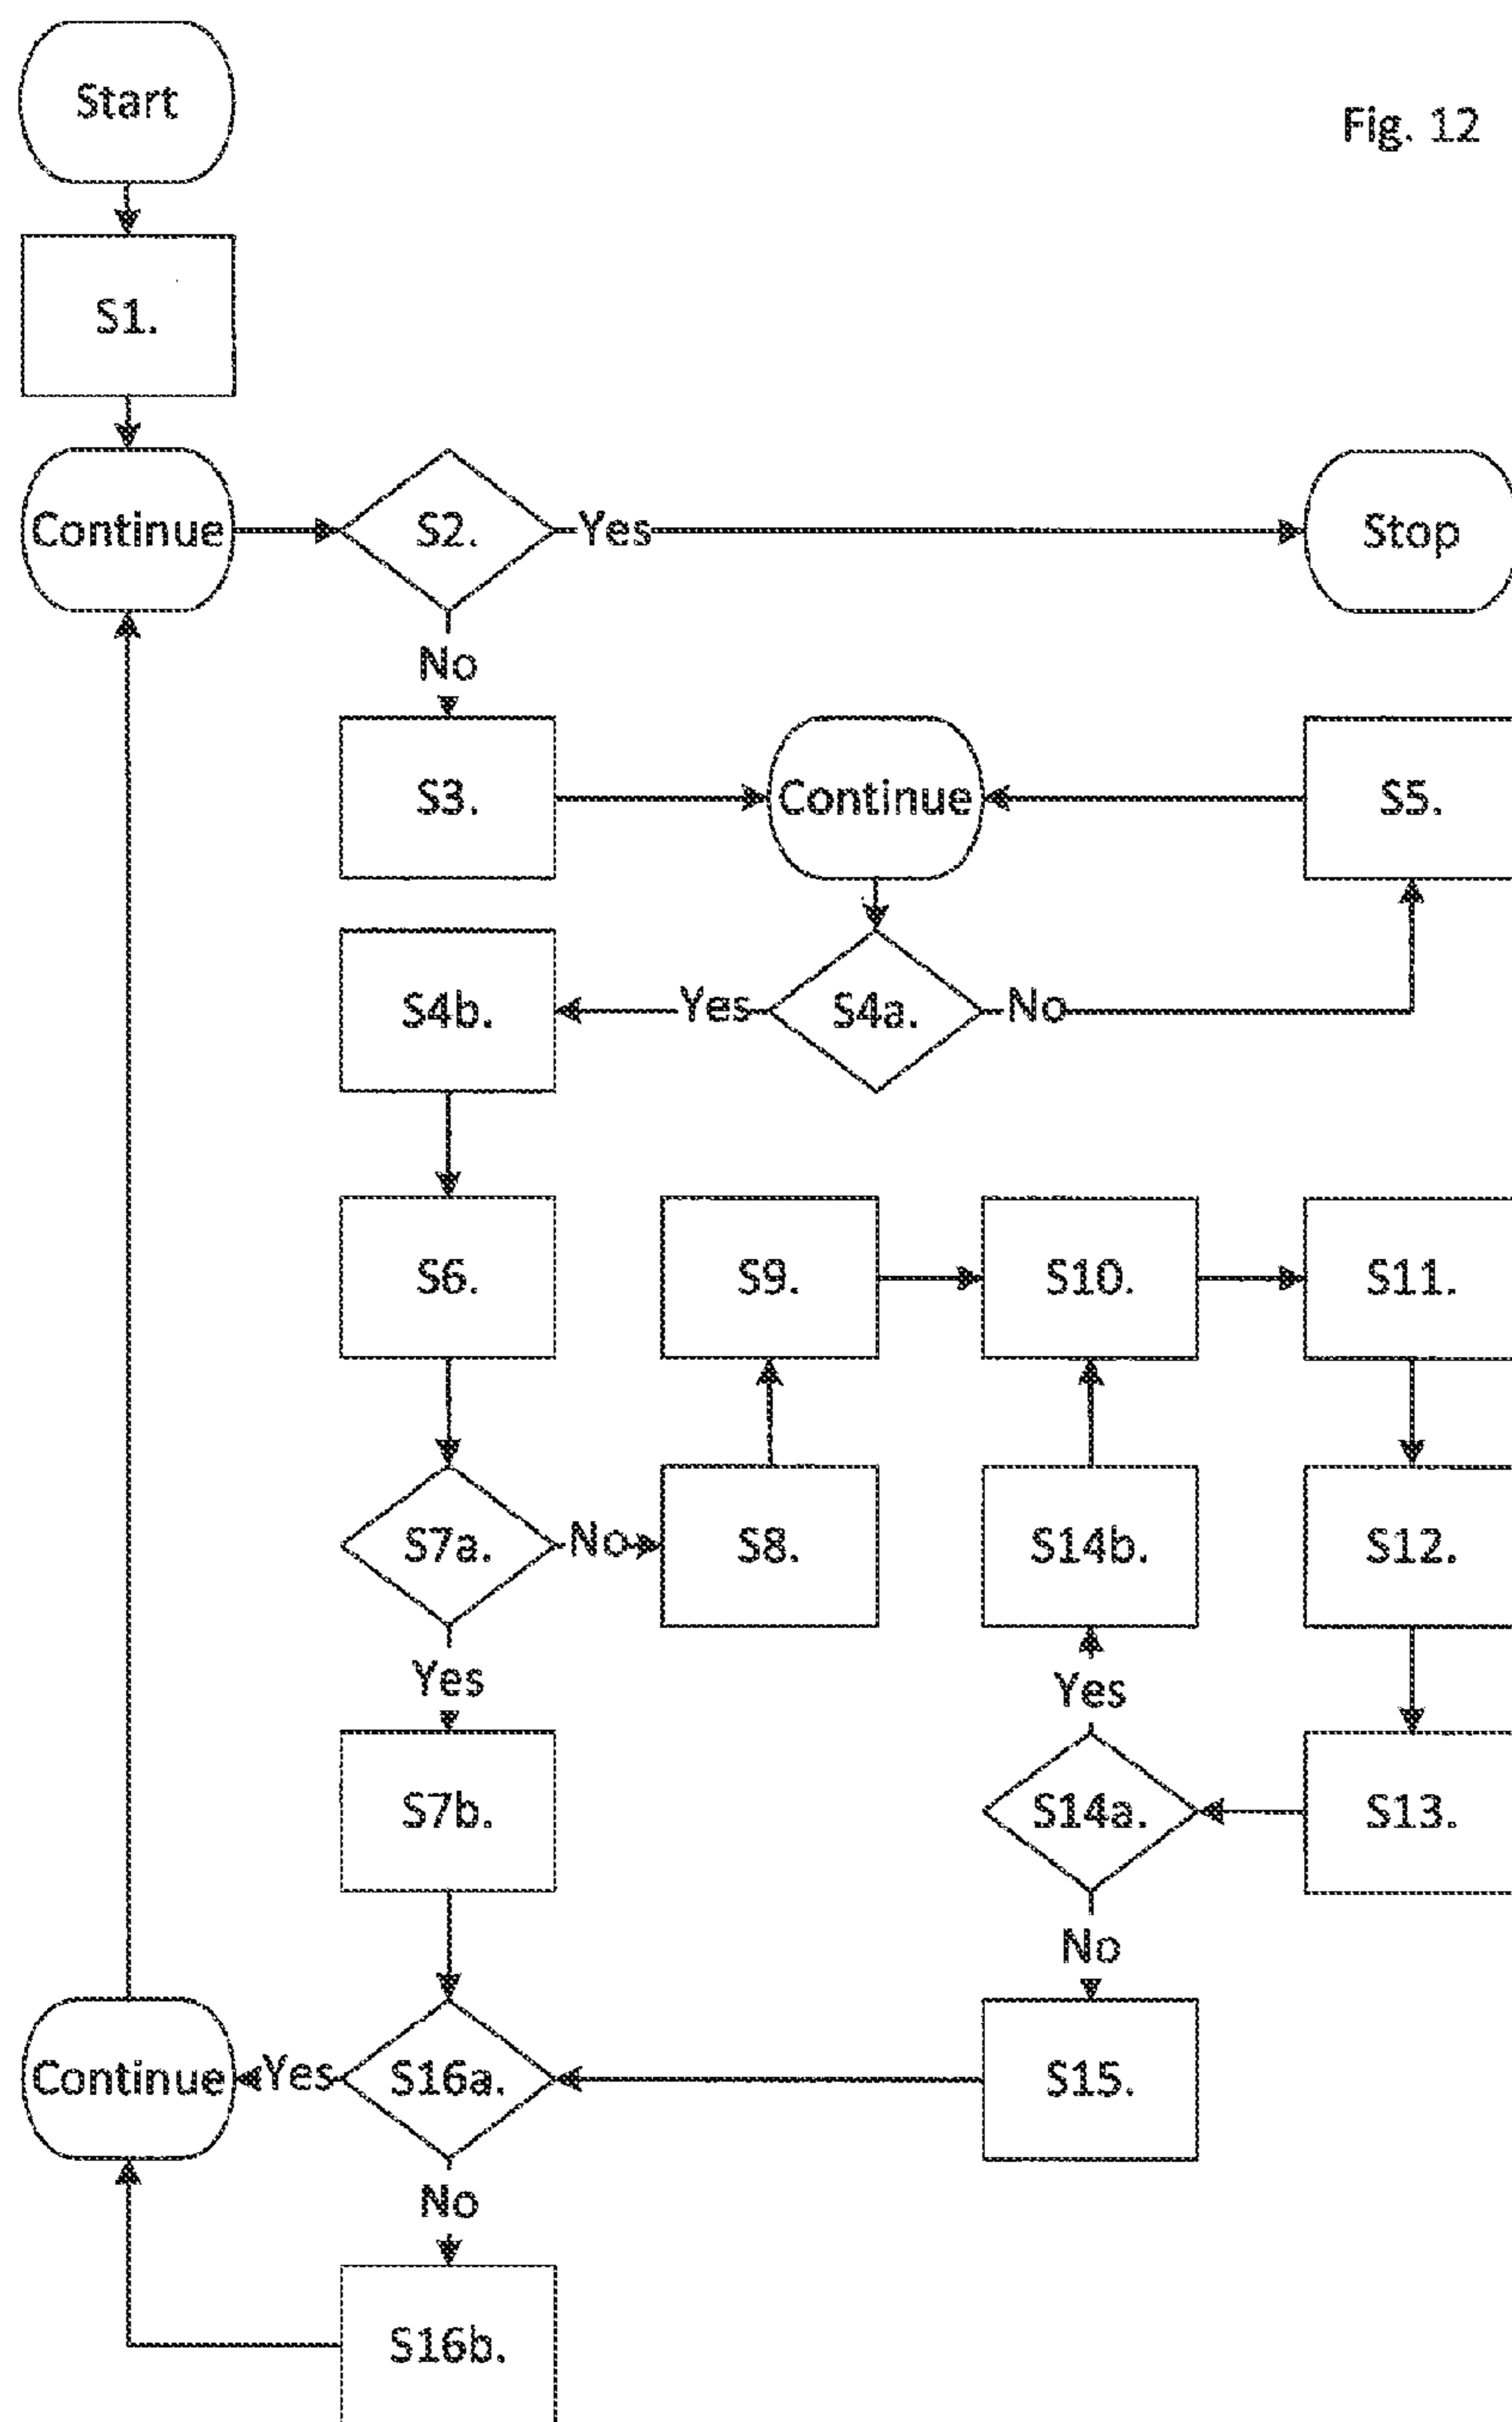 Start
Fig. 12
S1.
Continue
S2.
Yes
Stop
No
S3.
Continue
S5.
S4b.
Yes
S4a.
No
S6.
S9.
S10.
S11.
S7a.
No
S8.
S14b.
S12.
Yes
Yes
S7b.
S14a.
S13.
No
Continue
Yes
S16a.
S15.
No
S16b.